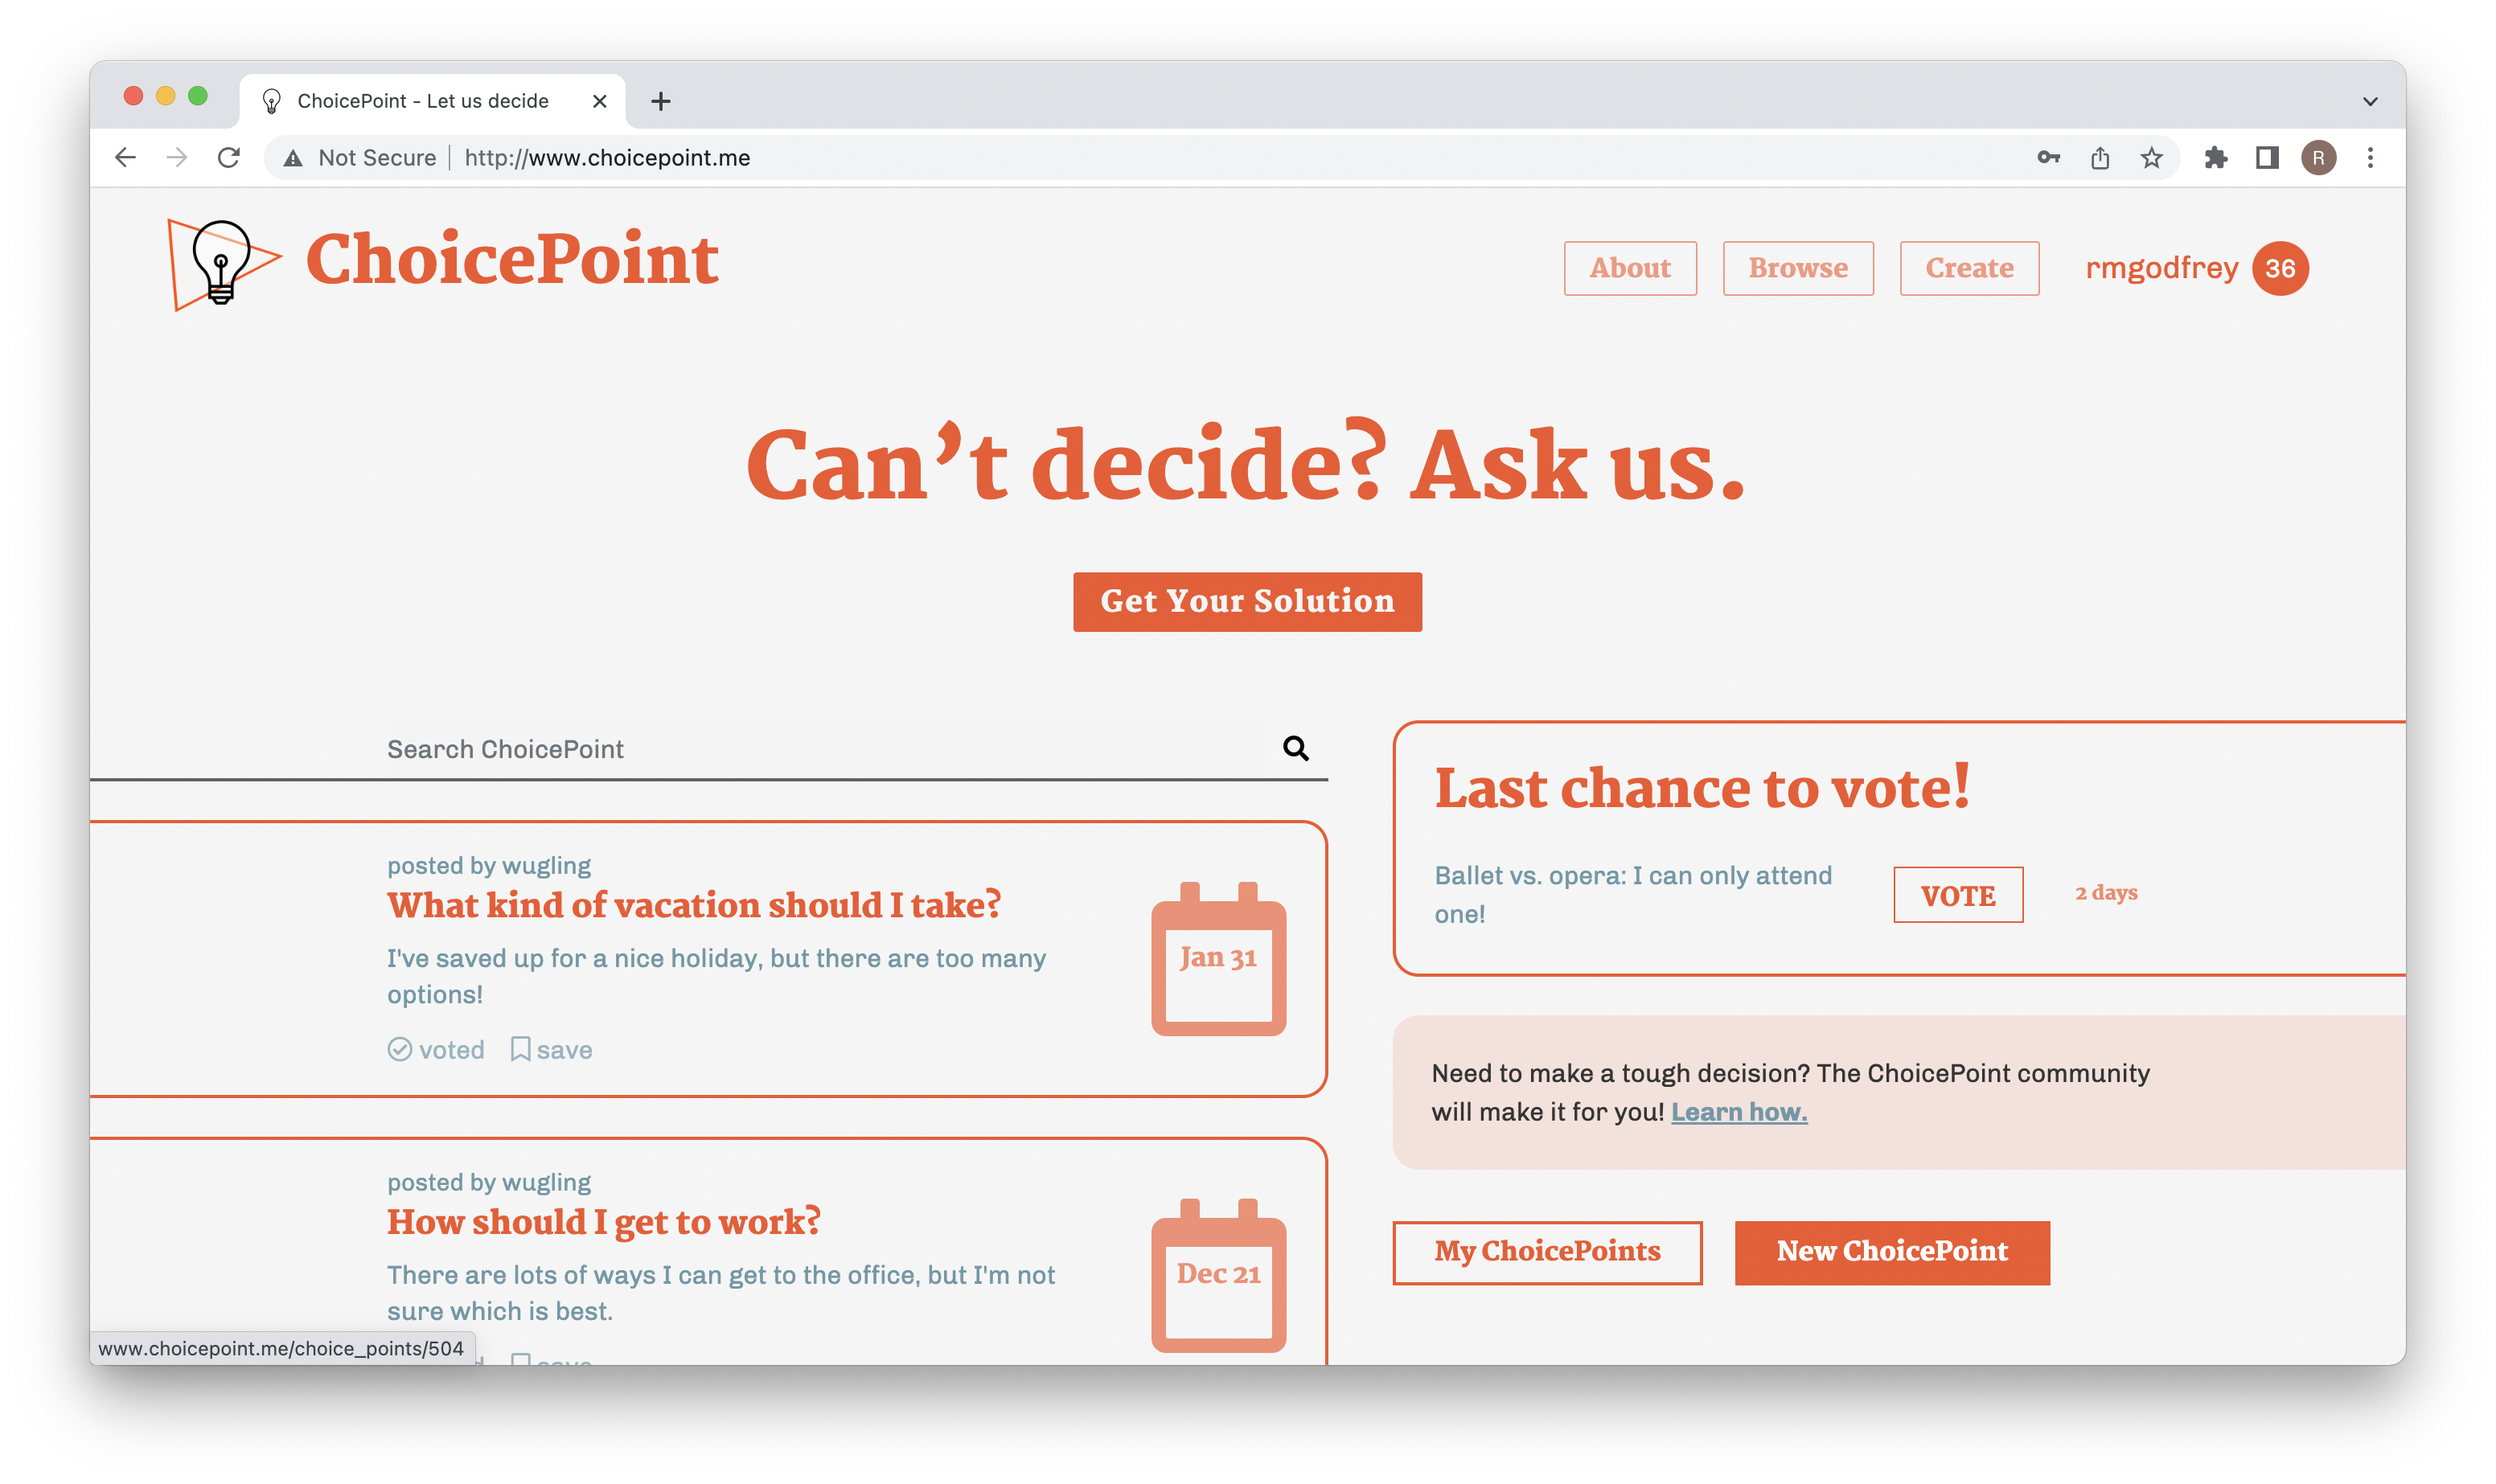 ChoicePoint - Let us decide
Not Secure
http://www.choicepoint.me
R
ChoicePoint
About
Browse
Create
rmgodfrey
36
Can’t decide? Ask us.
Get Your Solution
Search ChoicePoint
posted by wugling
What kind of vacation should I take?
I've saved up for a nice holiday, but there are too many
options!
voted
save
Jan 31
posted by wugling
How should I get to work?
There are lots of ways I can get to the office, but I'm not
sure which is best.
save
Dec 21
Last chance to vote!
Ballet vs. opera: I can only attend
one!
VOTE
2 days
Need to make a tough decision? The ChoicePoint community
will make it for you! Learn how.
My ChoicePoints
New ChoicePoint
www.choicepoint.me/choice_points/504